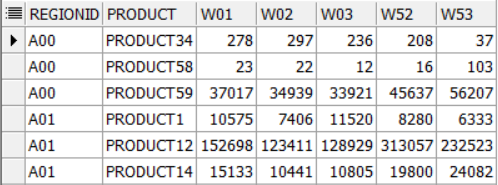 REGIONID PRODUCT W01 W02 W03 W52 W53
A00 PRODUCT34 278 297 236 208 37
A00 PRODUCT58 23 22 12 16 103
A00 PRODUCT59 37017 34939 33921 45637 56207
A01 PRODUCT1 10575 7406 11520 8280 6333
A01 PRODUCT12 152698 123411 128929 313057 232523
A01 PRODUCT14 15133 10441 10805 19800 24082